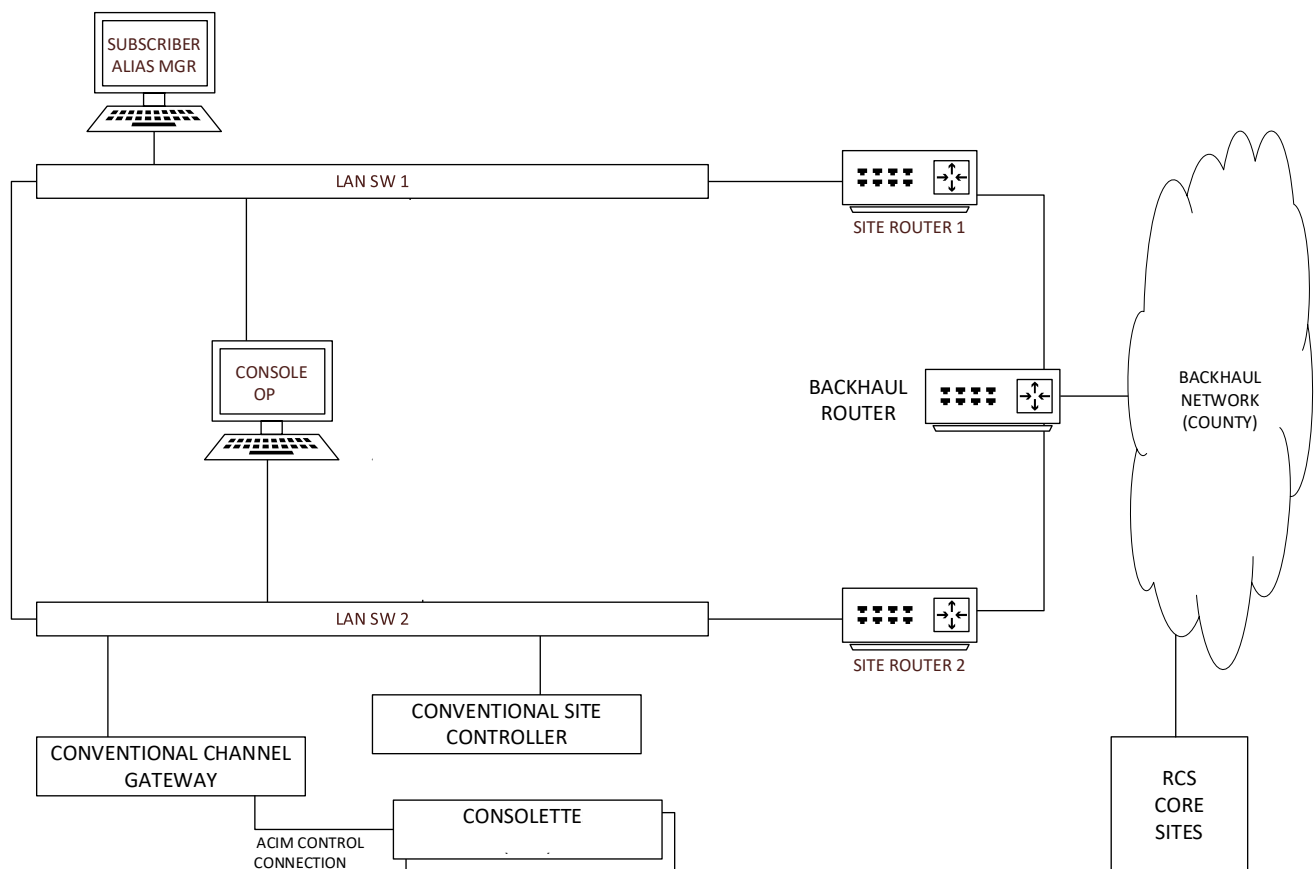 SUBSCRIBER
ALIAS MGR
LAN SW 1
SITE ROUTER 1
CONSOLE
OP
BACKHAUL
ROUTER
BACKHAUL
NETWORK
(COUNTY)
LAN SW 2
SITE ROUTER 2
CONVENTIONAL SITE
CONTROLLER
CONVENTIONAL CHANNEL
GATEWAY
CONSOLETTE
ACIM CONTROL
CONNECTION
RCS
CORE
SITES